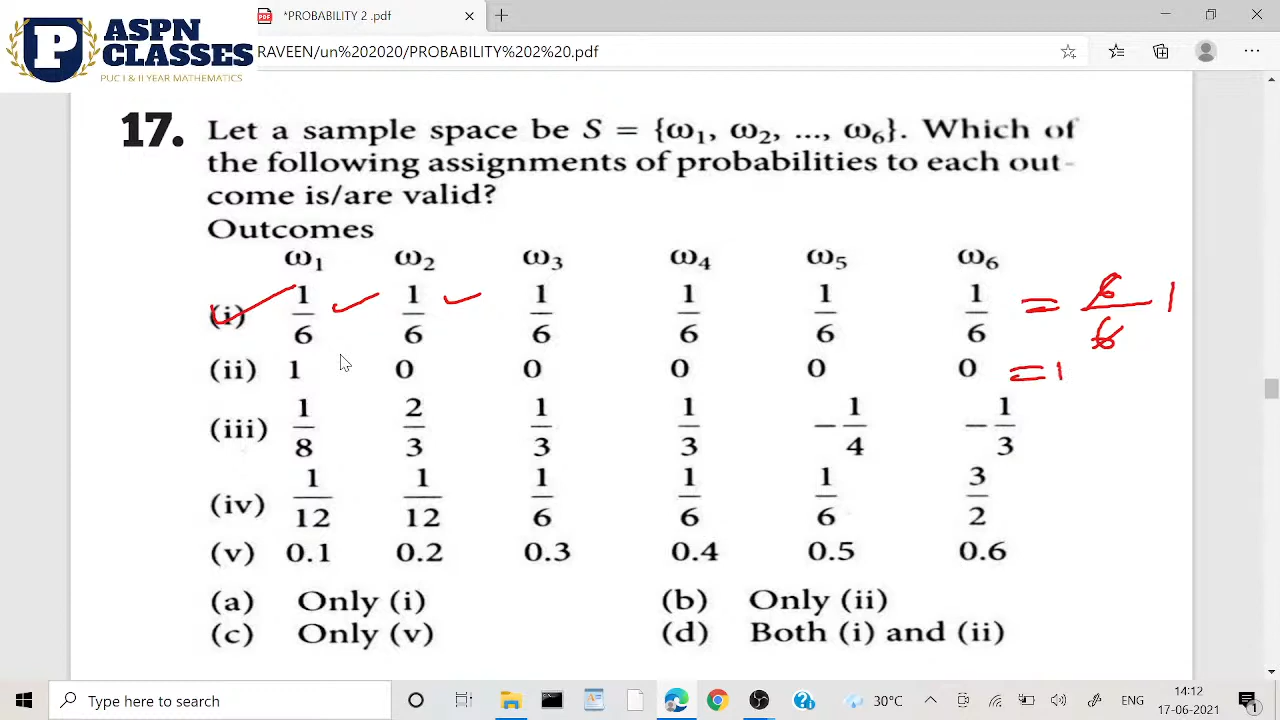 *PROBABILITY 2 .pdf
ASPN
CLASSES
PUC I & II YEAR MATHEMATICS
RAVEEN/un%202020/PROBABILITY%202%20.pdf
17. Let a sample space be S = {ω₁, ω₂, ..., ω₆}. Which of
the following assignments of probabilities to each out-
come is/are valid?
Outcomes
ω₁ ω₂ ω₃ ω₄ ω₅ ω₆
(i) 1/6 1/6 1/6 1/6 1/6 1/6 = 6/6 1
(ii) 1 0 0 0 0 0 = 1
(iii) 1/8 2/3 1/3 1/3 -1/4 -1/3
(iv) 1/12 1/12 1/6 1/6 1/6 3/2
(v) 0.1 0.2 0.3 0.4 0.5 0.6
(a) Only (i) (b) Only (ii)
(c) Only (v) (d) Both (i) and (ii)
Type here to search
30°C
14:12
17-06-2021